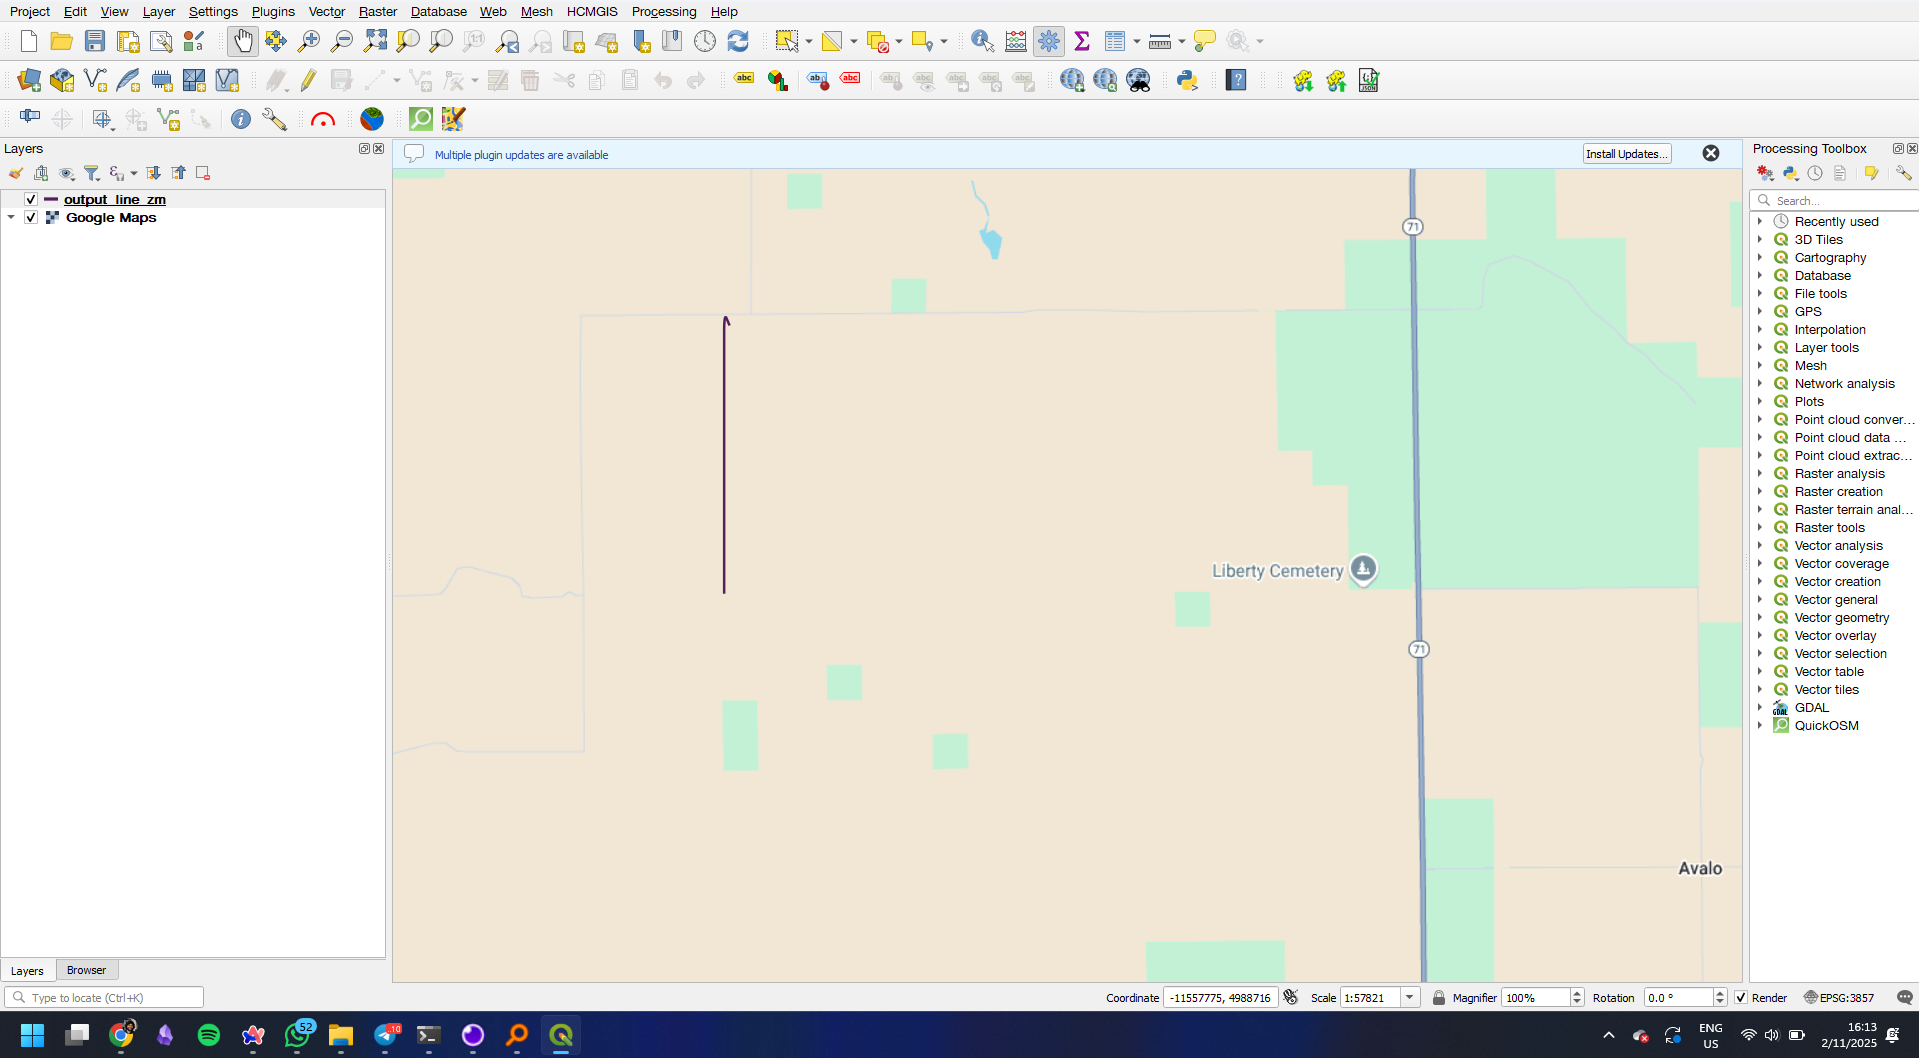 Project Edit View Layer Settings Plugins Vector Raster Database Web Mesh HCMGIS Processing Help
Layers
output_line_zm
Google Maps
Layers Browser
Type to locate (Ctrl+K)
Multiple plugin updates are available
Install Updates...
71
Liberty Cemetery
71
Avalo
Processing Toolbox
Search...
Recently used
3D Tiles
Cartography
Database
File tools
GPS
Interpolation
Layer tools
Mesh
Network analysis
Plots
Point cloud conver...
Point cloud data ...
Point cloud extrac...
Raster analysis
Raster creation
Raster terrain anal...
Raster tools
Vector analysis
Vector coverage
Vector creation
Vector general
Vector geometry
Vector overlay
Vector selection
Vector table
Vector tiles
GDAL
QuickOSM
Coordinate -11557775, 4988716 Scale 1:57821 Magnifier 100% Rotation 0.0 ° Render EPSG:3857
52
10
ENG
US
16:13
2/11/2025